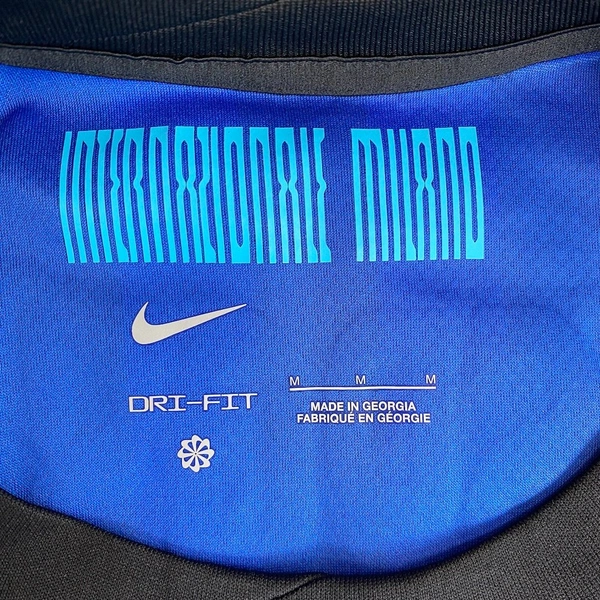 INTERNAZIONALE MILANO
DRI-FIT
M M M
MADE IN GEORGIA
FABRIQUÉ EN GÉORGIE